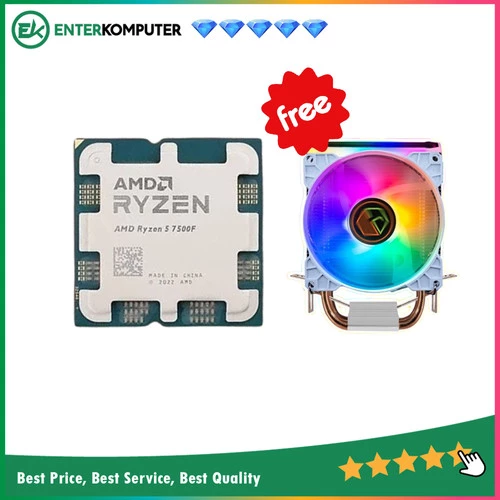 EK ENTERKOMPUTER
free
AMD
RYZEN
AMD Ryzen 5 7500F
MADE IN CHINA
© 2022 AMD
Best Price, Best Service, Best Quality